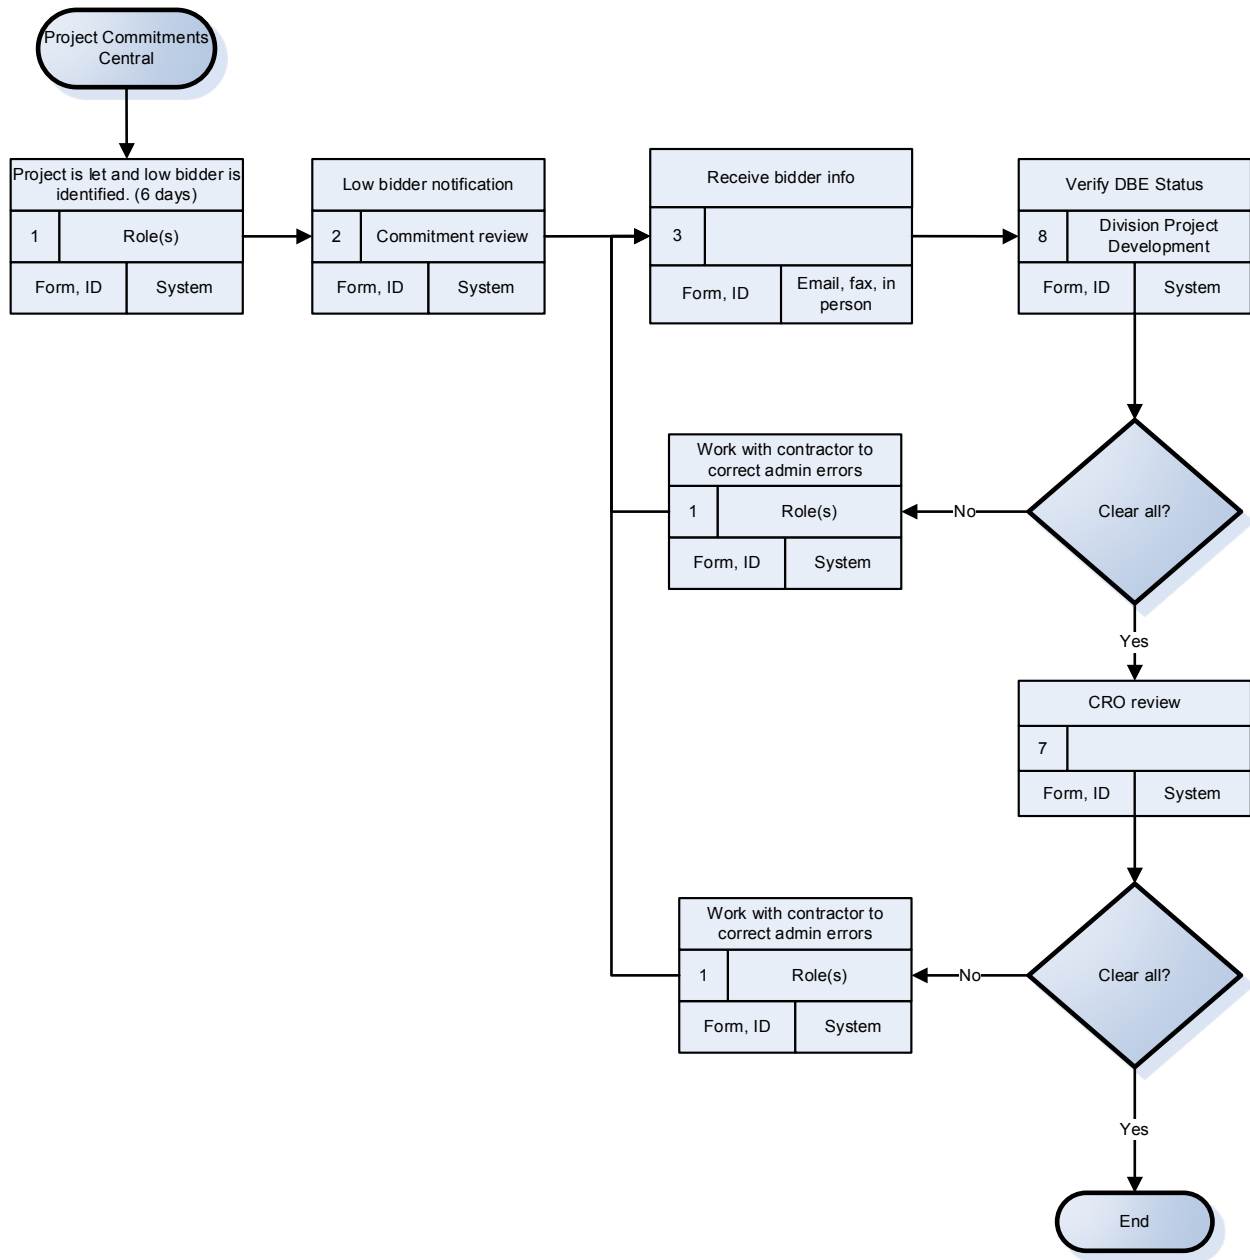 Project Commitments
Central
Project is let and low bidder is
identified. (6 days)
1
Role(s)
Form, ID
System
Low bidder notification
2
Commitment review
Form, ID
System
Receive bidder info
3
Form, ID
Email, fax, in
person
Verify DBE Status
8
Division Project
Development
Form, ID
System
Clear all?
No
Work with contractor to
correct admin errors
1
Role(s)
Form, ID
System
Yes
CRO review
7
Form, ID
System
Clear all?
No
Work with contractor to
correct admin errors
1
Role(s)
Form, ID
System
Yes
End